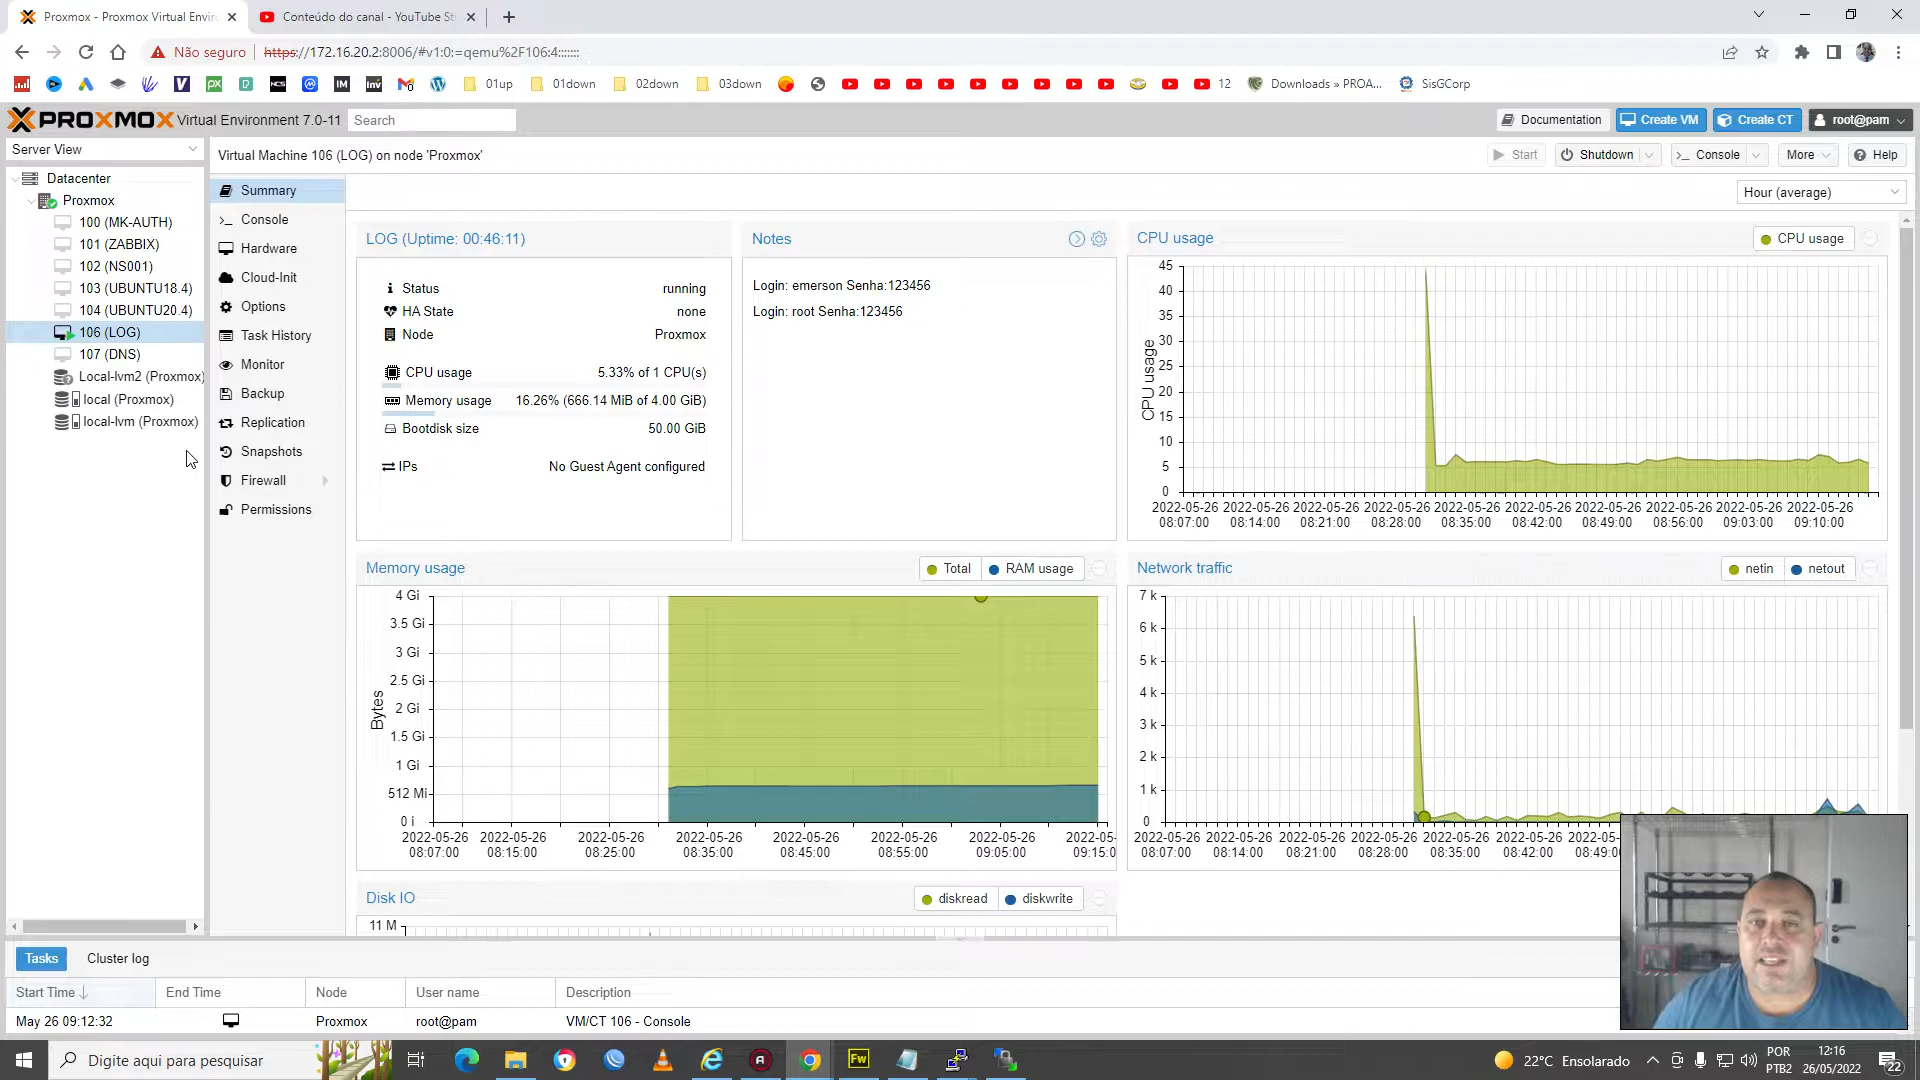 Proxmox - Proxmox Virtual Envir
Conteúdo do canal - YouTube St
Não seguro
https://172.16.20.2:8006/#v1:0:=qemu%2F106:4:::::::
01up
01down
02down
03down
12
Downloads » PROA...
SisGCorp
PROXMOX
Virtual Environment 7.0-11
Search
Documentation
Create VM
Create CT
root@pam
Server View
Virtual Machine 106 (LOG) on node 'Proxmox'
Start
Shutdown
Console
More
Help
Datacenter
Proxmox
100 (MK-AUTH)
101 (ZABBIX)
102 (NS001)
103 (UBUNTU18.4)
104 (UBUNTU20.4)
106 (LOG)
107 (DNS)
Local-lvm2 (Proxmox)
local (Proxmox)
local-lvm (Proxmox)
Summary
Console
Hardware
Cloud-Init
Options
Task History
Monitor
Backup
Replication
Snapshots
Firewall
Permissions
Hour (average)
LOG (Uptime: 00:46:11)
Status running
HA State none
Node Proxmox
CPU usage 5.33% of 1 CPU(s)
Memory usage 16.26% (666.14 MiB of 4.00 GiB)
Bootdisk size 50.00 GiB
IPs No Guest Agent configured
Notes
Login: emerson Senha:123456
Login: root Senha:123456
CPU usage
CPU usage
CPU usage
45
40
35
30
25
20
15
10
5
0
2022-05-26 2022-05-26 2022-05-26 2022-05-26 2022-05-26 2022-05-26 2022-05-26 2022-05-26 2022-05-26 2022-05-26
08:07:00 08:14:00 08:21:00 08:28:00 08:35:00 08:42:00 08:49:00 08:56:00 09:03:00 09:10:00
Memory usage
Total
RAM usage
Bytes
4 Gi
3.5 Gi
3 Gi
2.5 Gi
2 Gi
1.5 Gi
1 Gi
512 Mi
0 i
2022-05-26 2022-05-26 2022-05-26 2022-05-26 2022-05-26 2022-05-26 2022-05-26 2022-05-
08:07:00 08:15:00 08:25:00 08:35:00 08:45:00 08:55:00 09:05:00 09:15:0
Network traffic
netin
netout
7 k
6 k
5 k
4 k
3 k
2 k
1 k
0
2022-05-26 2022-05-26 2022-05-26 2022-05-26 2022-05-26 2022-05-26 2022-
08:07:00 08:14:00 08:21:00 08:28:00 08:35:00 08:42:00 08:49
Disk IO
diskread
diskwrite
11 M
Tasks
Cluster log
Start Time
End Time
Node
User name
Description
May 26 09:12:32
Proxmox
root@pam
VM/CT 106 - Console
Digite aqui para pesquisar
22°C Ensolarado
POR
PTB2
12:16
26/05/2022
22